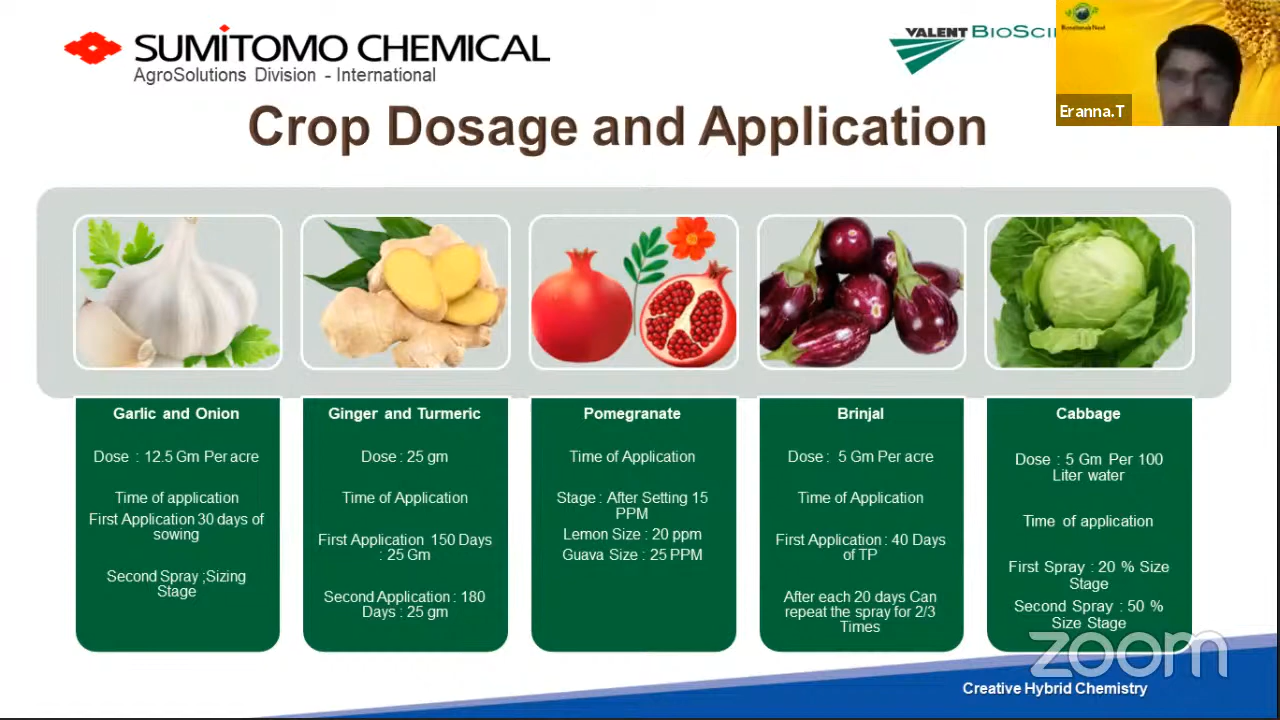 SUMİTOMO CHEMICAL
AgroSolutions Division - International
VALENT
Eranna.T
Crop Dosage and Application
Garlic and Onion
Dose : 12.5 Gm Per acre
Time of application
First Application 30 days of
sowing
Second Spray ;Sizing
Stage
Ginger and Turmeric
Dose : 25 gm
Time of Application
First Application 150 Days
: 25 Gm
Second Application : 180
Days : 25 gm
Pomegranate
Time of Application
Stage : After Setting 15
PPM
Lemon Size : 20 ppm
Guava Size : 25 PPM
Brinjal
Dose : 5 Gm Per acre
Time of Application
First Application : 40 Days
of TP
After each 20 days Can
repeat the spray for 2/3
Times
Cabbage
Dose : 5 Gm Per 100
Liter water
Time of application
First Spray : 20 % Size
Stage
Second Spray : 50 %
Size Stage
zoom
Creative Hybrid Chemistry